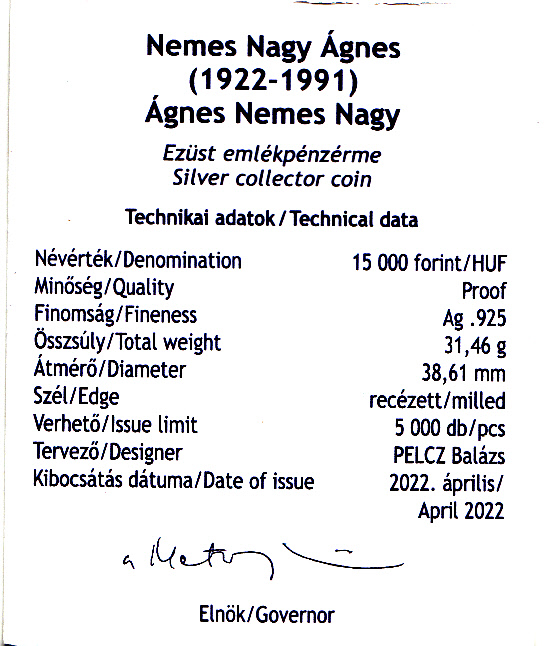 Nemes Nagy Ágnes
(1922-1991)
Ágnes Nemes Nagy
Ezüst emlékpénzérme
Silver collector coin
Technikai adatok/Technical data
Névérték/Denomination 15 000 forint/HUF
Minőség/Quality Proof
Finomság/Fineness Ag .925
Összsúly/Total weight 31,46 g
Átmérő/Diameter 38,61 mm
Szél/Edge recézett/milled
Verhető/Issue limit 5 000 db/pcs
Tervező/Designer PELCZ Balázs
Kibocsátás dátuma/Date of issue 2022. április/
April 2022
Elnök/Governor